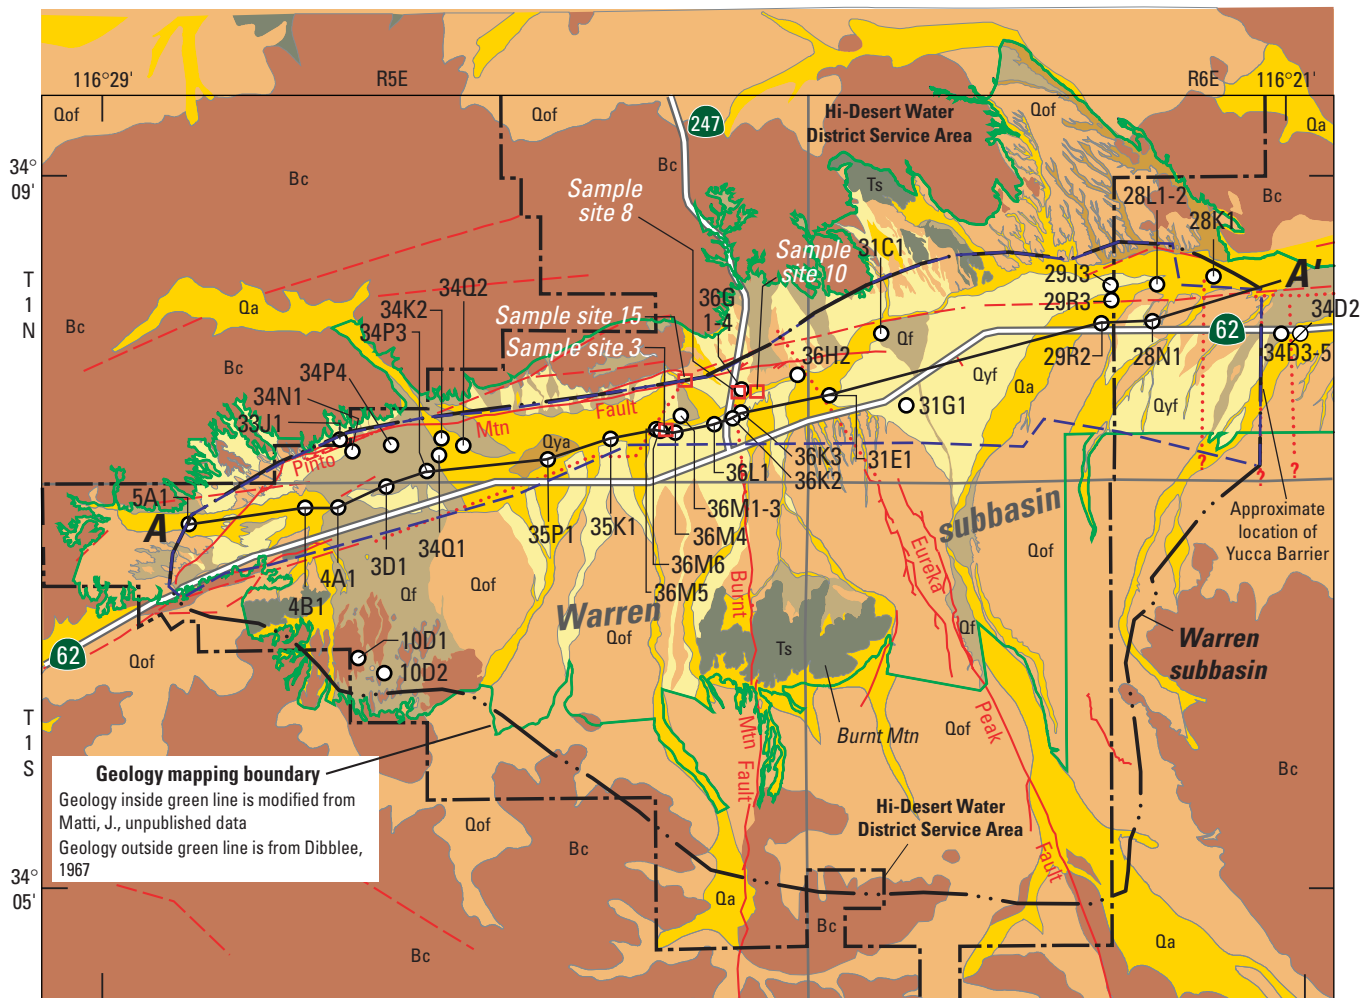 116°29'
R5E
R6E
116°21'
Qof
Qof
247
Hi-Desert Water
District Service Area
Qof
Qa
34°
09'
Bc
Bc
Ts
Bc
Sample
site 8
28L1-2
28K1
Sample
site 10
31C1
T
1
N
Qa
34Q2
34K2
34P3
Sample site 15
Sample site 3
36G
1-4
29J3
29R3
A'
34D2
Bc
Bc
34P4
34N1
33J1
36H2
Qf
62
29R2
28N1
34D3-5
Qyf
Qa
Qyf
Fault
Mtn
Pinto
31G1
Qya
5A1
A
36K3
36K2
31E1
36L1
?
?
?
36M1-3
36M4
36M6
36M5
35P1
35K1
34Q1
3D1
4A1
4B1
Qf
Qof
subbasin
Qof
Approximate
location of
Yucca Barrier
Eureka
Burnt
Warren
Qof
Qf
62
Qof
10D1
10D2
Ts
Warren
subbasin
T
1
S
Burnt Mtn
Qof
Peak
Mtn
Fault
Geology mapping boundary
Geology inside green line is modified from
Matti, J., unpublished data
Geology outside green line is from Dibblee,
1967
Bc
Qof
Bc
Hi-Desert Water
District Service Area
Fault
34°
05'
Qa
Bc
Qa
Bc